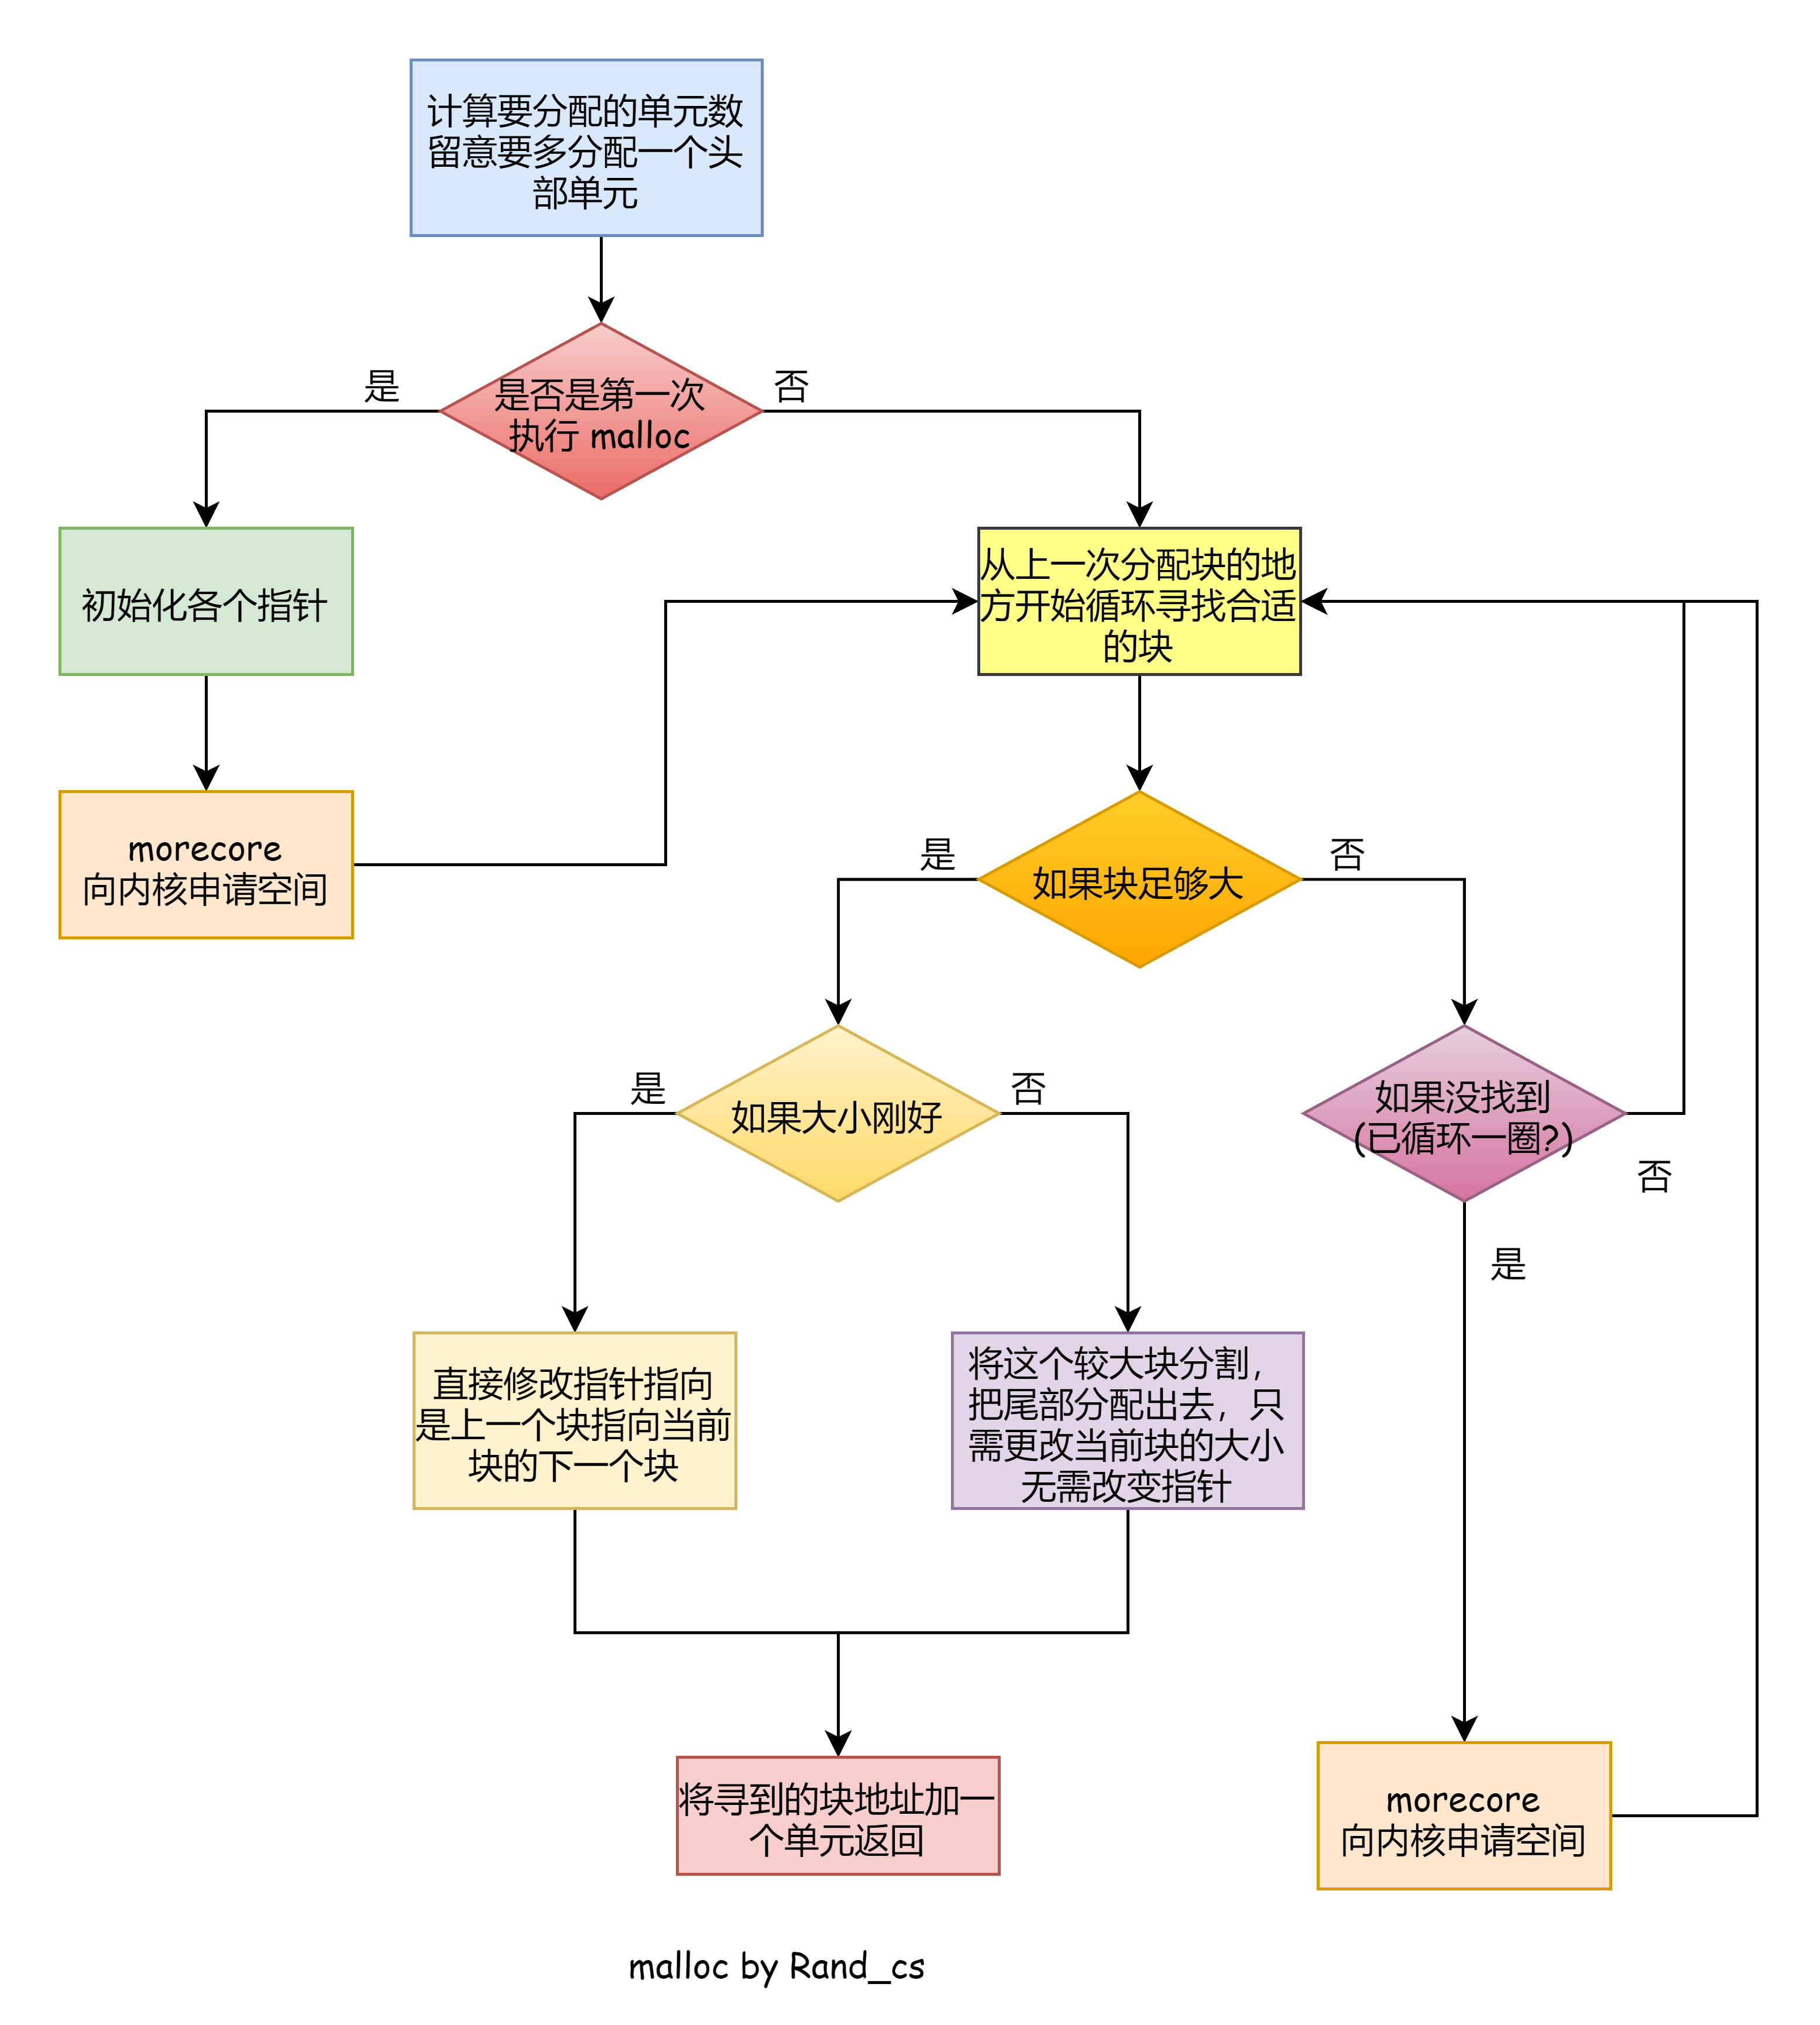 计算要分配的单元数
留意要多分配一个头
部单元
是
是否是第一次
执行 malloc
否
初始化各个指针
从上一次分配块的地
方开始循环寻找合适
的块
morecore
向内核申请空间
是
如果块足够大
否
是
如果大小刚好
否
如果没找到
(已循环一圈?)
否
是
直接修改指针指向
是上一个块指向当前
块的下一个块
将这个较大块分割，
把尾部分配出去，只
需更改当前块的大小
无需改变指针
将寻到的块地址加一
个单元返回
morecore
向内核申请空间
malloc by Rand_cs